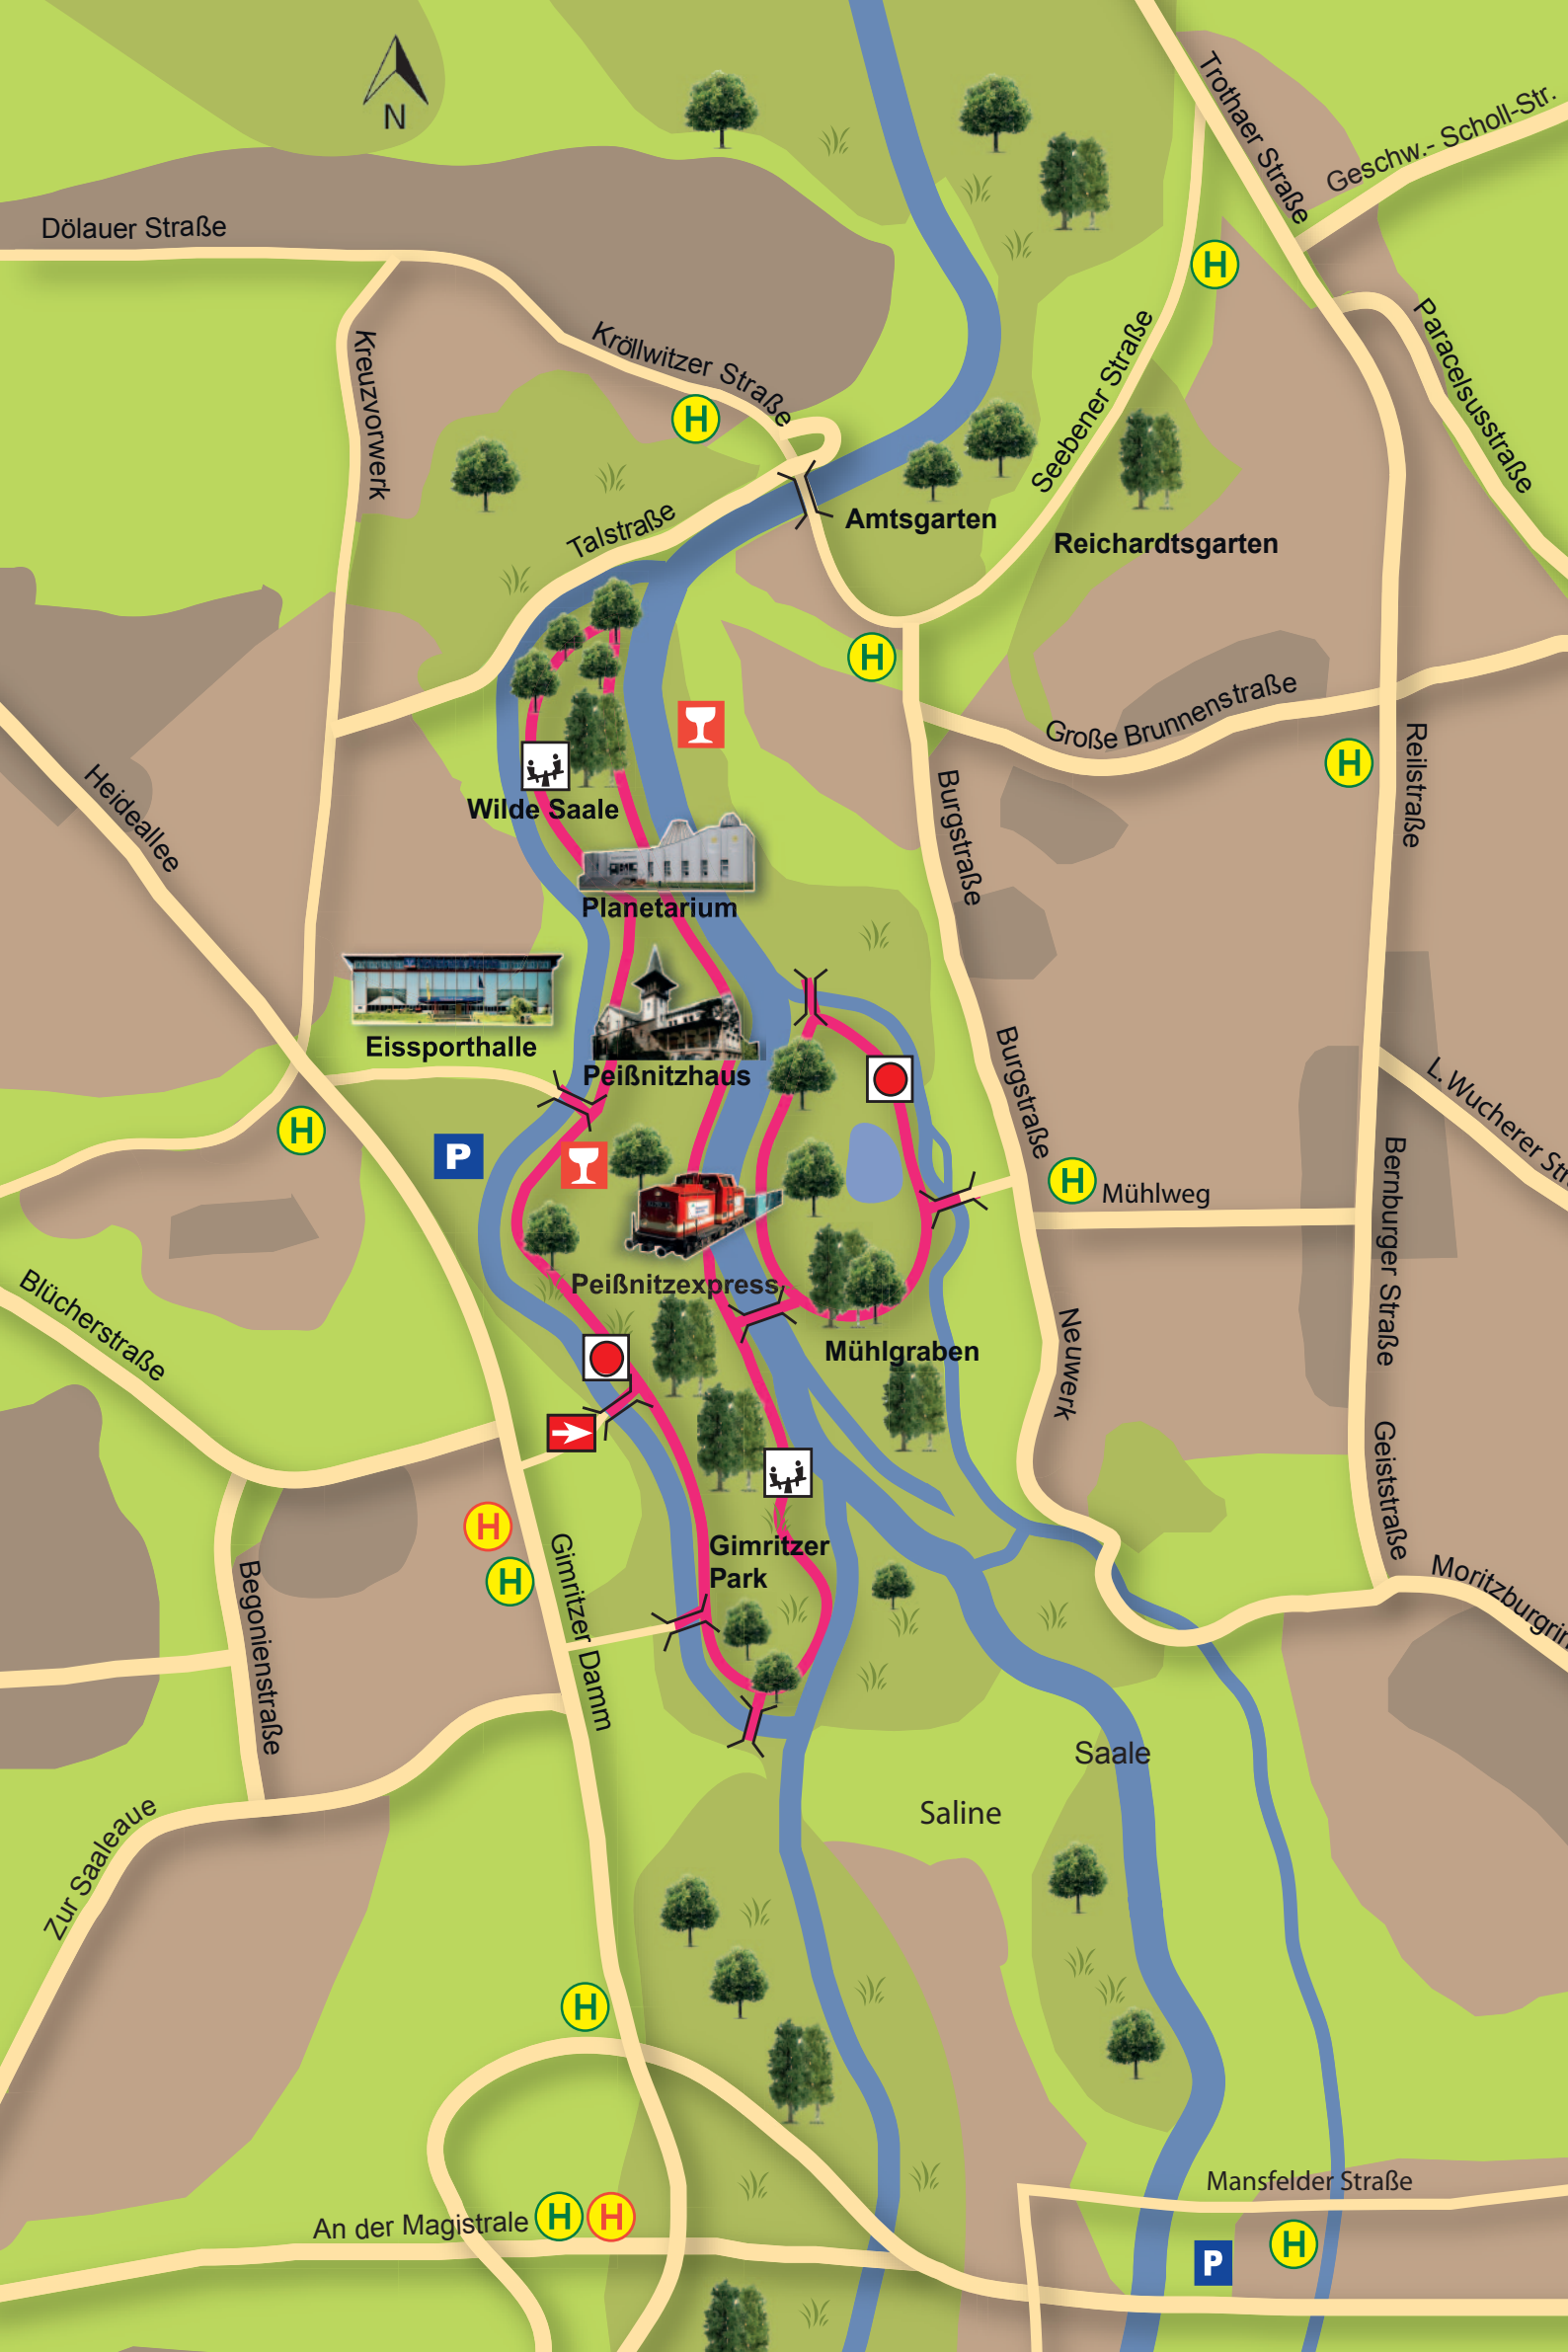 N
Trothaer Straße
Geschw.- Scholl-Str.
Dölauer Straße
H
Kreuzvorwerk
Kröllwitzer Straße
Paracelsusstraße
Seebener Straße
H
Talstraße
Amtsgarten
Reichardtsgarten
H
Große Brunnenstraße
H
Reilstraße
Heideallee
Wilde Saale
Burgstraße
Planetarium
Eissporthalle
Peißnitzhaus
Burgstraße
L. Wucherer
H
P
H
Mühlweg
Bernburger Straße
Peißnitzexpress
Blücherstraße
Mühlgraben
Neuwerk
Geiststraße
H
H
Gimritzer
Park
Gimritzer Damm
Begonienstraße
Saale
Saline
Zur Saaleaue
H
Mansfelder Straße
An der Magistrale
H
H
H
P